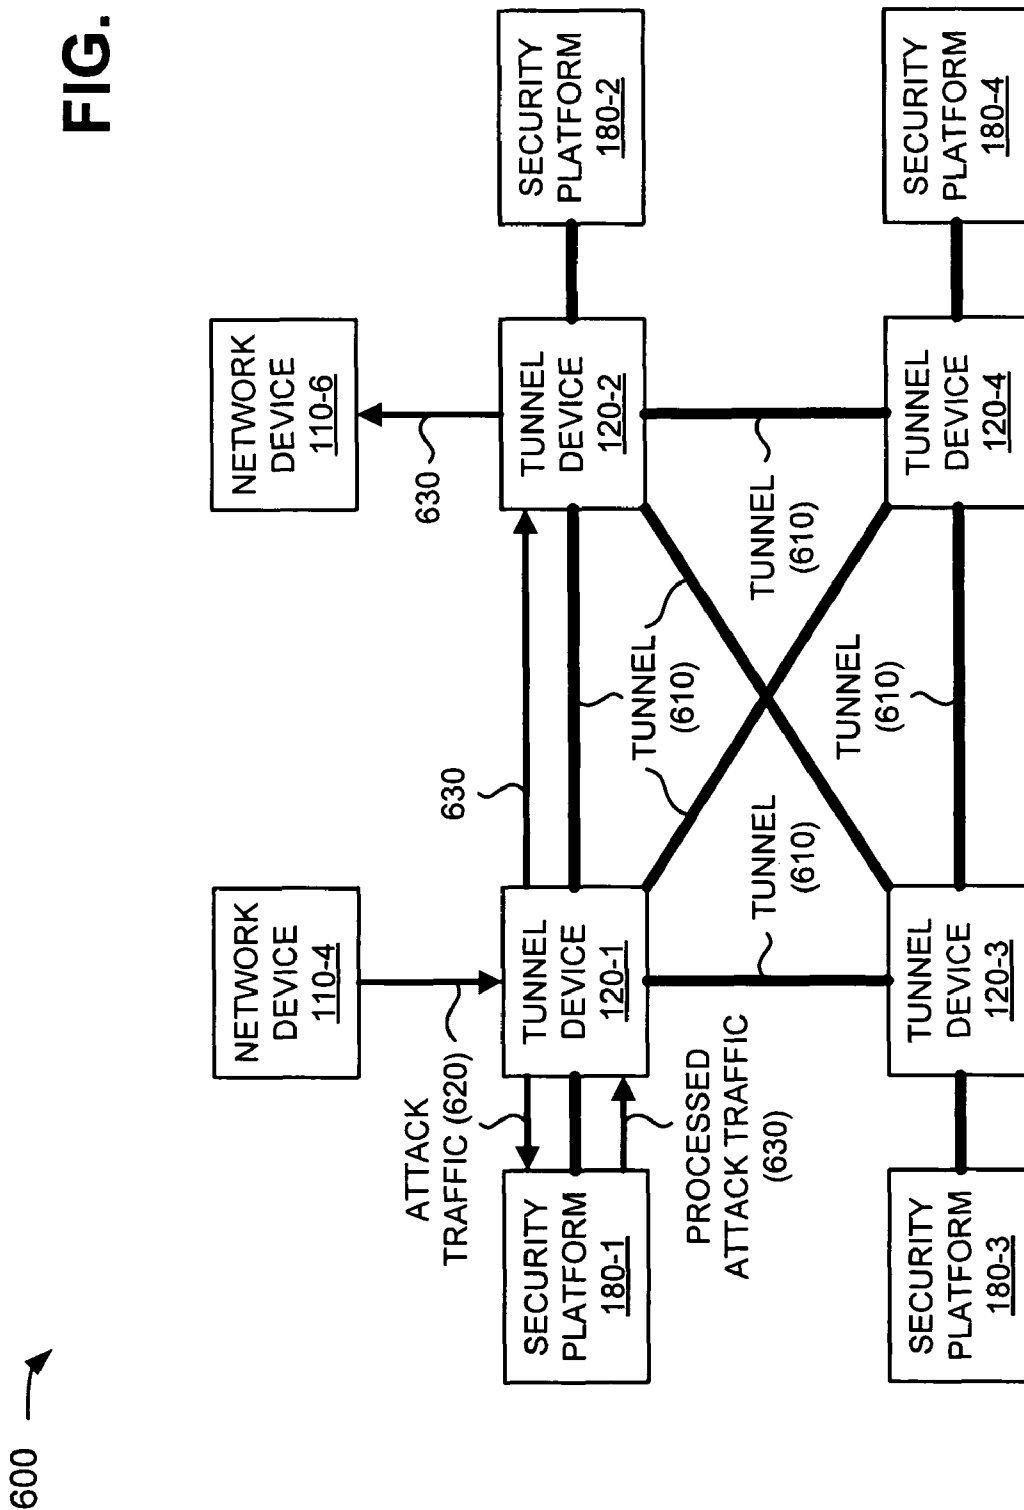 600
FIG.
NETWORK
DEVICE
110-4
NETWORK
DEVICE
110-6
ATTACK
TRAFFIC (620)
630
630
SECURITY
PLATFORM
180-1
TUNNEL
DEVICE
120-1
TUNNEL
DEVICE
120-2
SECURITY
PLATFORM
180-2
PROCESSED
ATTACK TRAFFIC
(630)
TUNNEL
(610)
TUNNEL
(610)
TUNNEL
(610)
TUNNEL
(610)
SECURITY
PLATFORM
180-3
TUNNEL
DEVICE
120-3
TUNNEL
DEVICE
120-4
SECURITY
PLATFORM
180-4